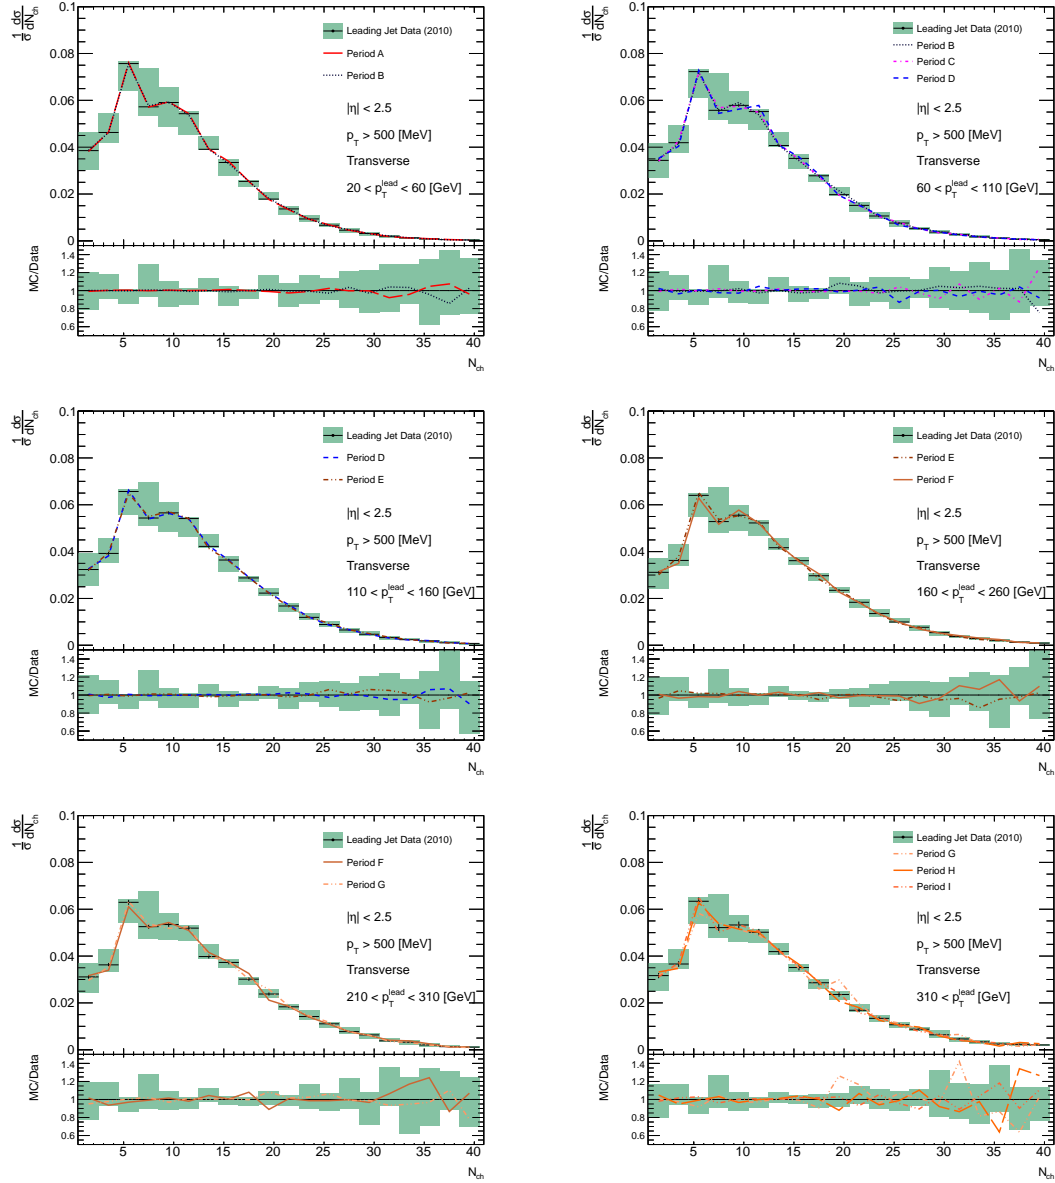 1/σ dσ/dN_ch
0.1
0.08
0.06
0.04
0.02
0
Leading Jet Data (2010)
Period A
Period B
|η| < 2.5
p_T > 500 [MeV]
Transverse
20 < p_T^lead < 60 [GeV]
MC/Data
1.4
1.2
1
0.8
0.6
5 10 15 20 25 30 35 40
N_ch
1/σ dσ/dN_ch
0.1
0.08
0.06
0.04
0.02
0
Leading Jet Data (2010)
Period B
Period C
Period D
|η| < 2.5
p_T > 500 [MeV]
Transverse
60 < p_T^lead < 110 [GeV]
MC/Data
1.4
1.2
1
0.8
0.6
5 10 15 20 25 30 35 40
N_ch
1/σ dσ/dN_ch
0.1
0.08
0.06
0.04
0.02
0
Leading Jet Data (2010)
Period D
Period E
|η| < 2.5
p_T > 500 [MeV]
Transverse
110 < p_T^lead < 160 [GeV]
MC/Data
1.4
1.2
1
0.8
0.6
5 10 15 20 25 30 35 40
N_ch
1/σ dσ/dN_ch
0.1
0.08
0.06
0.04
0.02
0
Leading Jet Data (2010)
Period E
Period F
|η| < 2.5
p_T > 500 [MeV]
Transverse
160 < p_T^lead < 260 [GeV]
MC/Data
1.4
1.2
1
0.8
0.6
5 10 15 20 25 30 35 40
N_ch
1/σ dσ/dN_ch
0.1
0.08
0.06
0.04
0.02
0
Leading Jet Data (2010)
Period F
Period G
|η| < 2.5
p_T > 500 [MeV]
Transverse
210 < p_T^lead < 310 [GeV]
MC/Data
1.4
1.2
1
0.8
0.6
5 10 15 20 25 30 35 40
N_ch
1/σ dσ/dN_ch
0.1
0.08
0.06
0.04
0.02
0
Leading Jet Data (2010)
Period G
Period H
Period I
|η| < 2.5
p_T > 500 [MeV]
Transverse
310 < p_T^lead [GeV]
MC/Data
1.4
1.2
1
0.8
0.6
5 10 15 20 25 30 35 40
N_ch